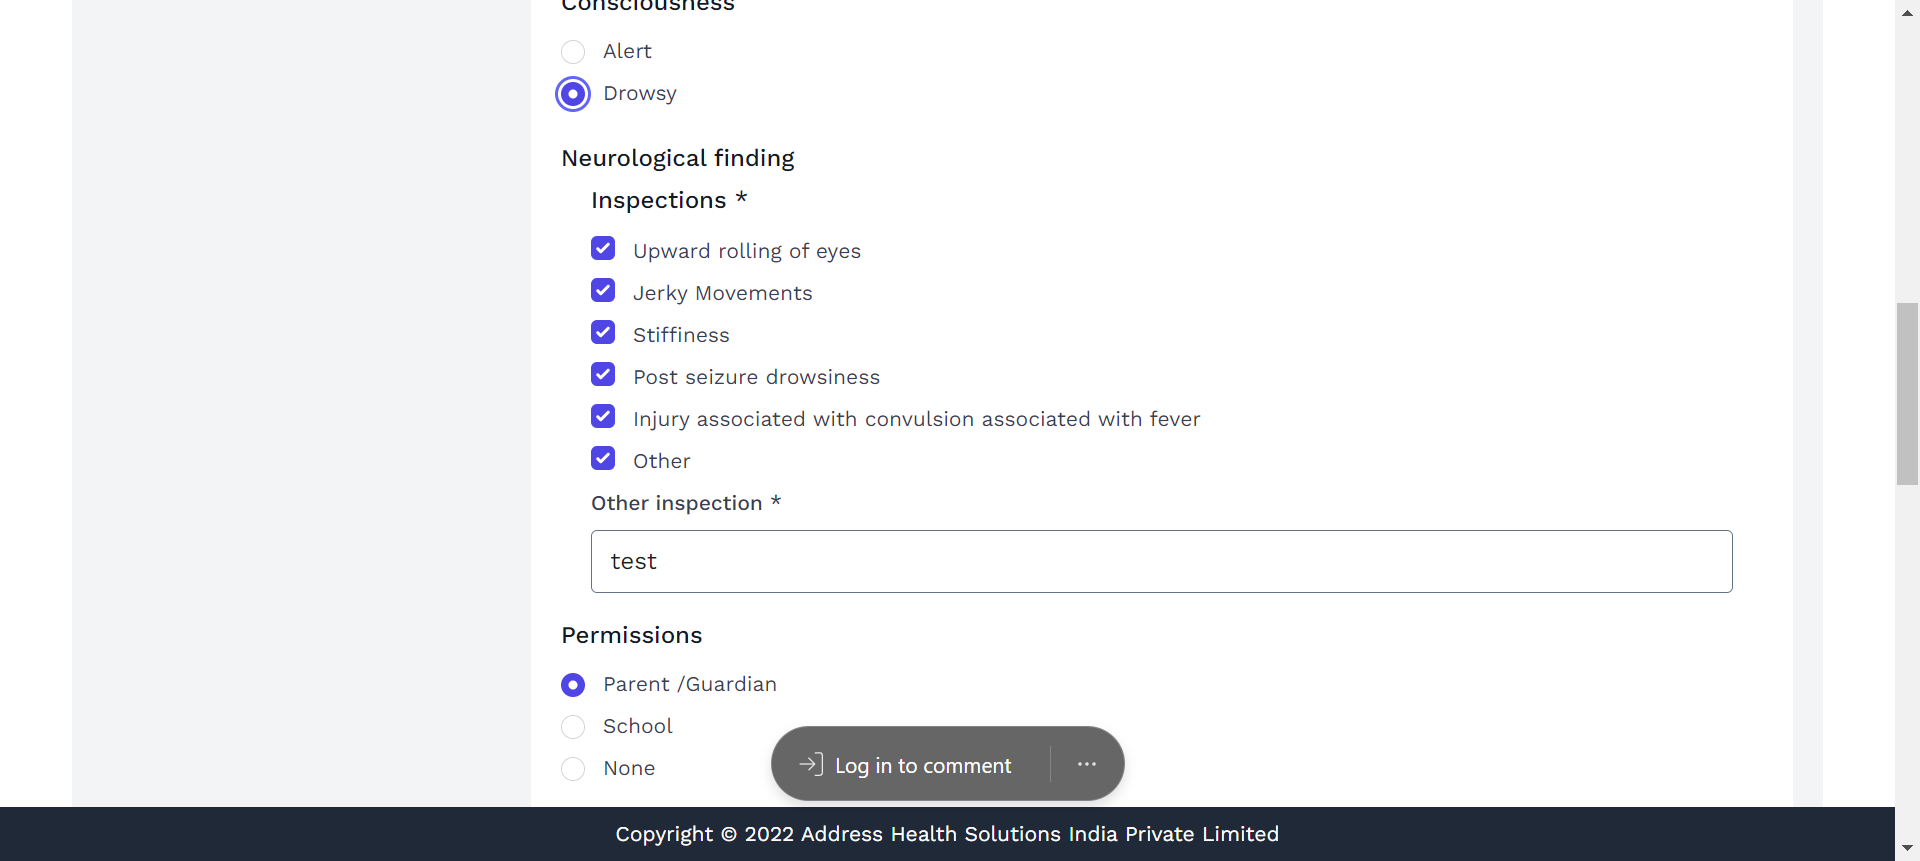 Consciousness
Alert
Drowsy
Neurological finding
Inspections *
Upward rolling of eyes
Jerky Movements
Stiffiness
Post seizure drowsiness
Injury associated with convulsion associated with fever
Other
Other inspection *
test
Permissions
Parent /Guardian
School
None
Log in to comment
Copyright © 2022 Address Health Solutions India Private Limited